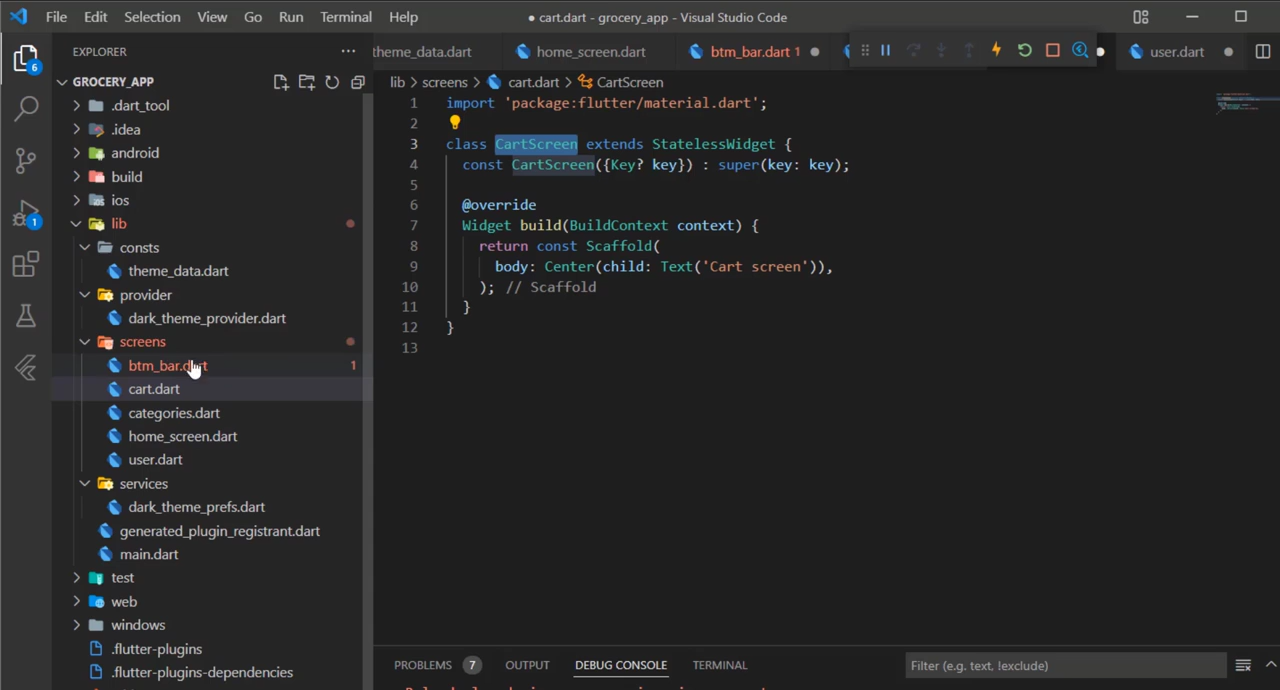 File Edit Selection View Go Run Terminal Help
● cart.dart - grocery_app - Visual Studio Code
EXPLORER
theme_data.dart home_screen.dart btm_bar.dart 1 user.dart
GROCERY_APP
lib > screens > cart.dart > CartScreen
.dart_tool
.idea
android
build
ios
lib
consts
theme_data.dart
provider
dark_theme_provider.dart
screens
btm_bar.dart 1
cart.dart
categories.dart
home_screen.dart
user.dart
services
dark_theme_prefs.dart
generated_plugin_registrant.dart
main.dart
test
web
windows
.flutter-plugins
.flutter-plugins-dependencies
6
1
1 import 'package:flutter/material.dart';
2
3 class CartScreen extends StatelessWidget {
4 const CartScreen({Key? key}) : super(key: key);
5
6 @override
7 Widget build(BuildContext context) {
8 return const Scaffold(
9 body: Center(child: Text('Cart screen')),
10 ); // Scaffold
11 }
12 }
13
PROBLEMS 7 OUTPUT DEBUG CONSOLE TERMINAL Filter (e.g. text, !exclude)